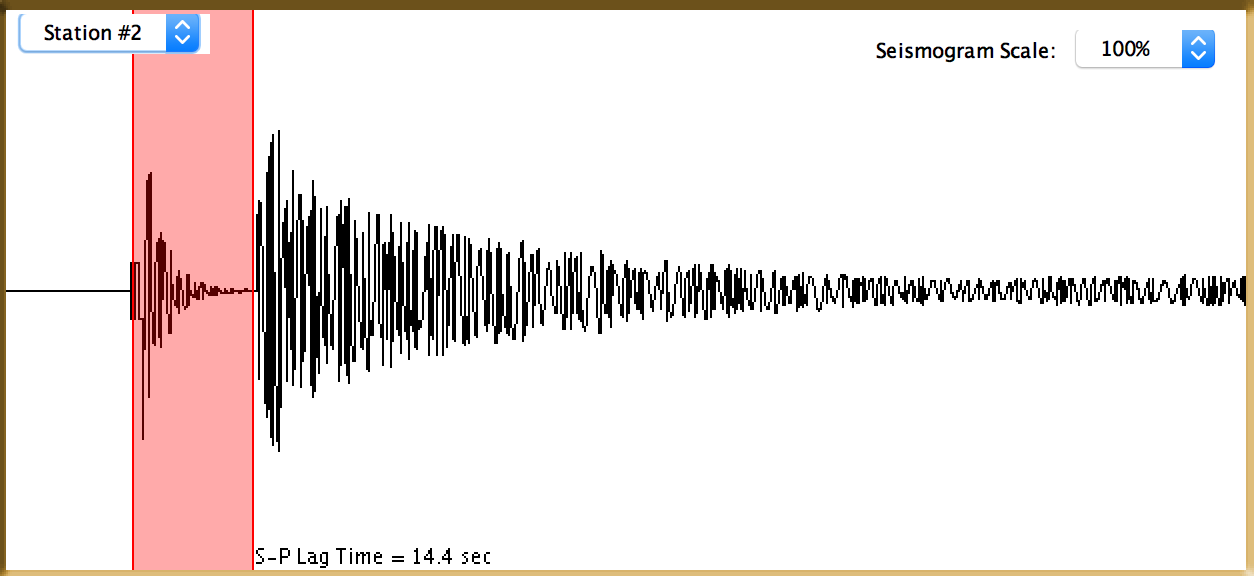 Station #2
Seismogram Scale: 100%
S-P Lag Time = 14.4 sec